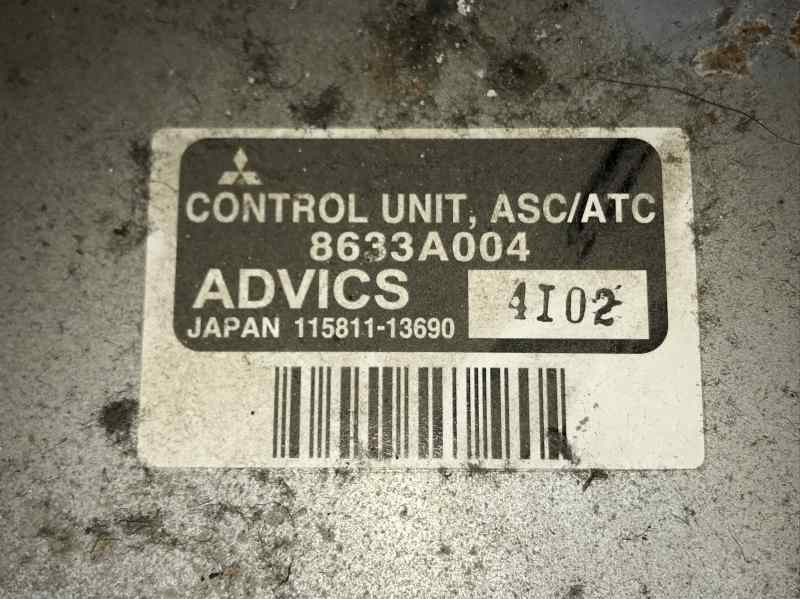 CONTROL UNIT, ASC/ATC
8633A004
ADVICS
4I02
JAPAN 115811-13690